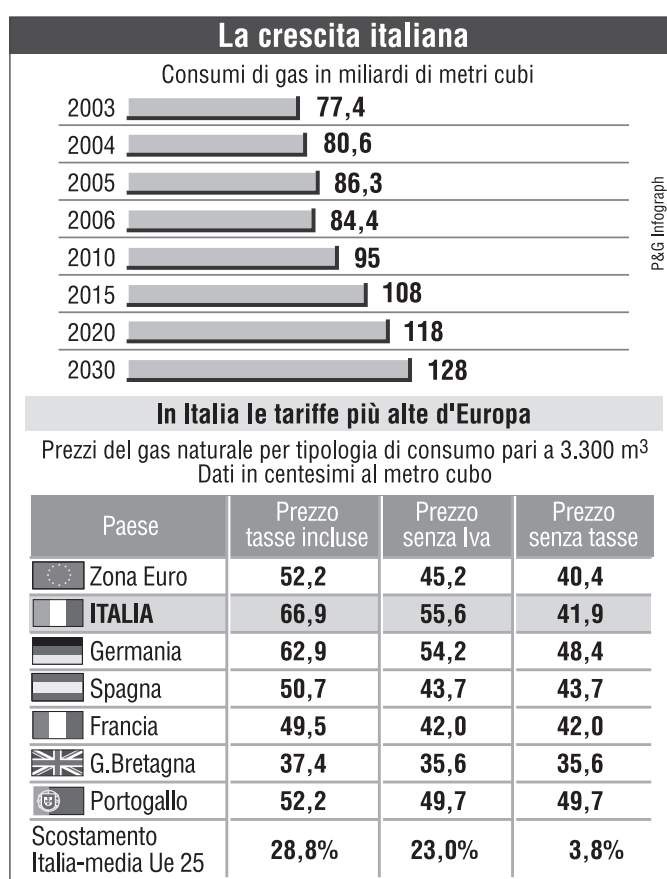 La crescita italiana
Consumi di gas in miliardi di metri cubi
2003 77,4
2004 80,6
2005 86,3
2006 84,4
2010 95
2015 108
2020 118
2030 128
P&G Infograph
In Italia le tariffe più alte d'Europa
Prezzi del gas naturale per tipologia di consumo pari a 3.300 m³
Dati in centesimi al metro cubo
Paese Prezzo tasse incluse Prezzo senza Iva Prezzo senza tasse
Zona Euro 52,2 45,2 40,4
ITALIA 66,9 55,6 41,9
Germania 62,9 54,2 48,4
Spagna 50,7 43,7 43,7
Francia 49,5 42,0 42,0
G.Bretagna 37,4 35,6 35,6
Portogallo 52,2 49,7 49,7
Scostamento
Italia-media Ue 25 28,8% 23,0% 3,8%